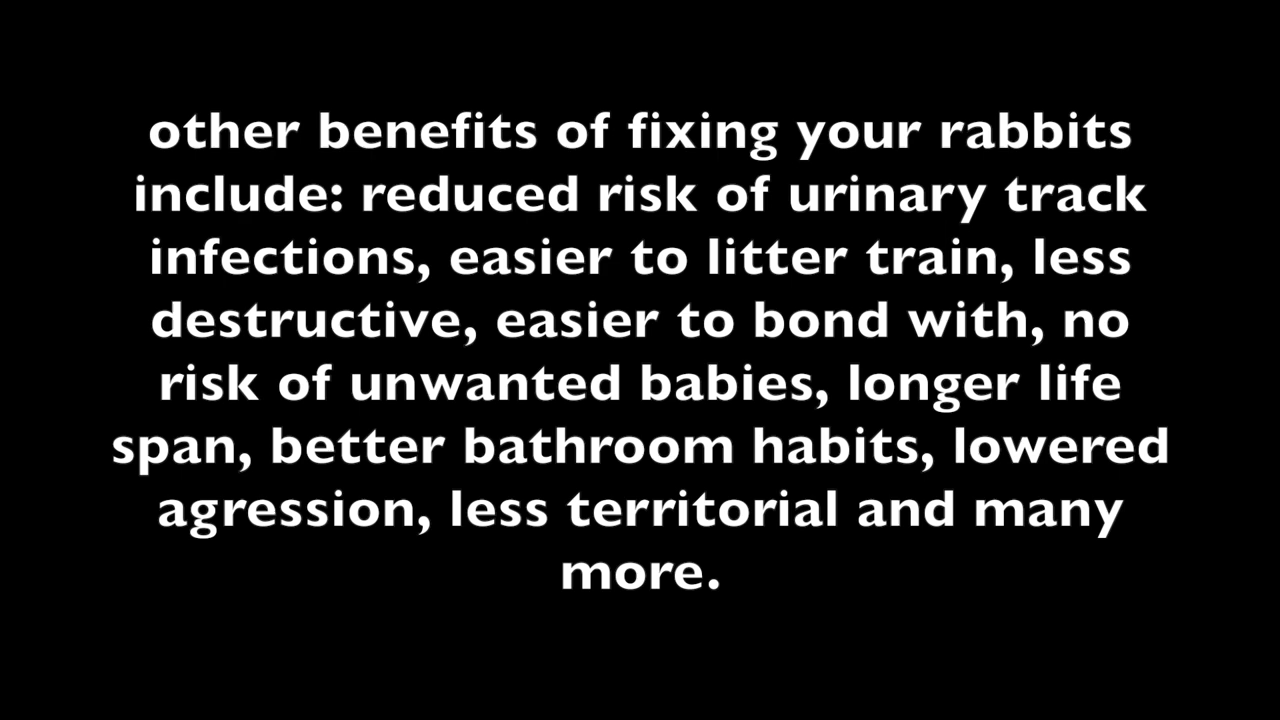 other benefits of fixing your rabbits
include: reduced risk of urinary track
infections, easier to litter train, less
destructive, easier to bond with, no
risk of unwanted babies, longer life
span, better bathroom habits, lowered
agression, less territorial and many
more.